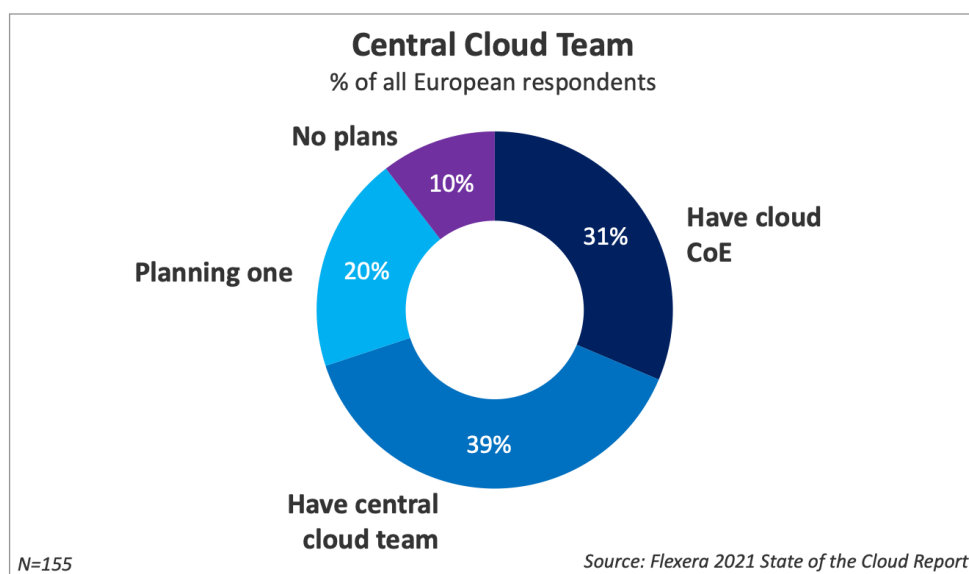 Central Cloud Team
% of all European respondents
No plans
10%
Have cloud
CoE
31%
Planning one
20%
39%
Have central
cloud team
N=155
Source: Flexera 2021 State of the Cloud Report